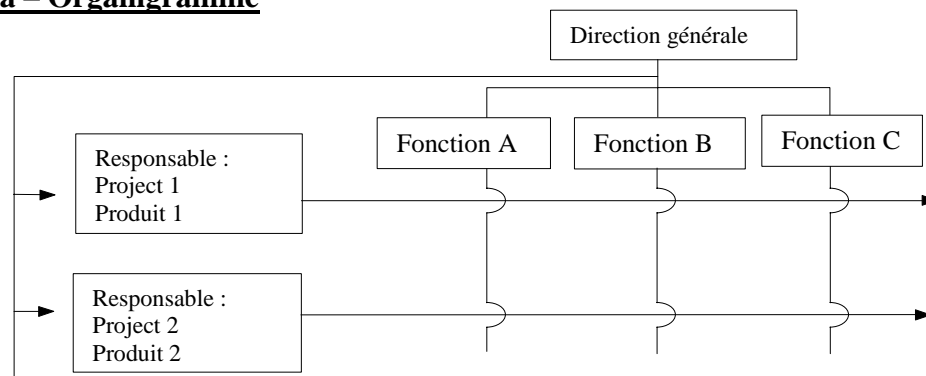 a – Organigramme
Direction générale
Fonction A
Fonction B
Fonction C
Responsable :
Project 1
Produit 1
Responsable :
Project 2
Produit 2